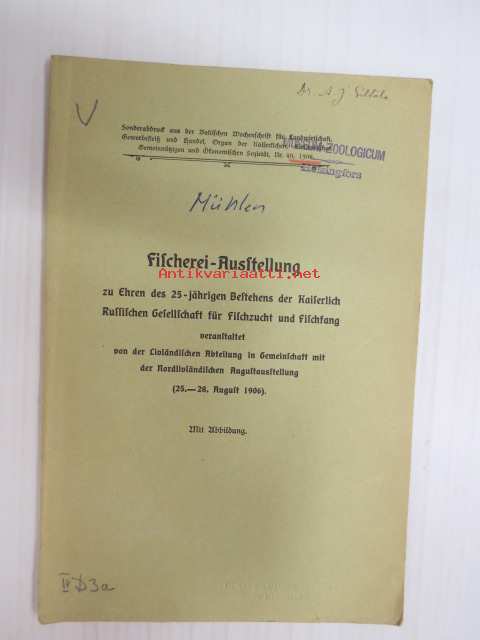 Dr. A. J.
V
Sonderabdruck aus der Baltischen Wochenschrift für Landwirtschaft,
Gewerbefleiß und Handel, Organ der Kaiserlichen,
Gemeinnützigen und Ökonomischen Sozietät, Nr. 40, 1906.
MUSEUM ZOOLOGICUM
Helsingfors
Mühlen
Fiſcherei-Ausſtellung
Antikvariaatti.net
zu Ehren des 25-jährigen Beſtehens der Kaiſerlich
Ruſſiſchen Geſellſchaft für Fiſchzucht und Fiſchfang
veranſtaltet
von der Livländiſchen Abteilung in Gemeinſchaft mit
der Nordlivländiſchen Auguſtausſtellung
(25.—28. Auguſt 1906).
Mit Abbildung.
IV D3a